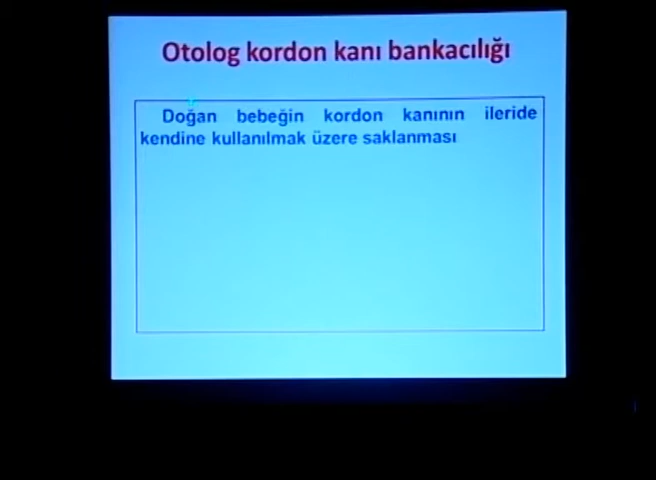 Otolog kordon kanı bankacılığı
Doğan bebeğin kordon kanının ileride
kendine kullanılmak üzere saklanması